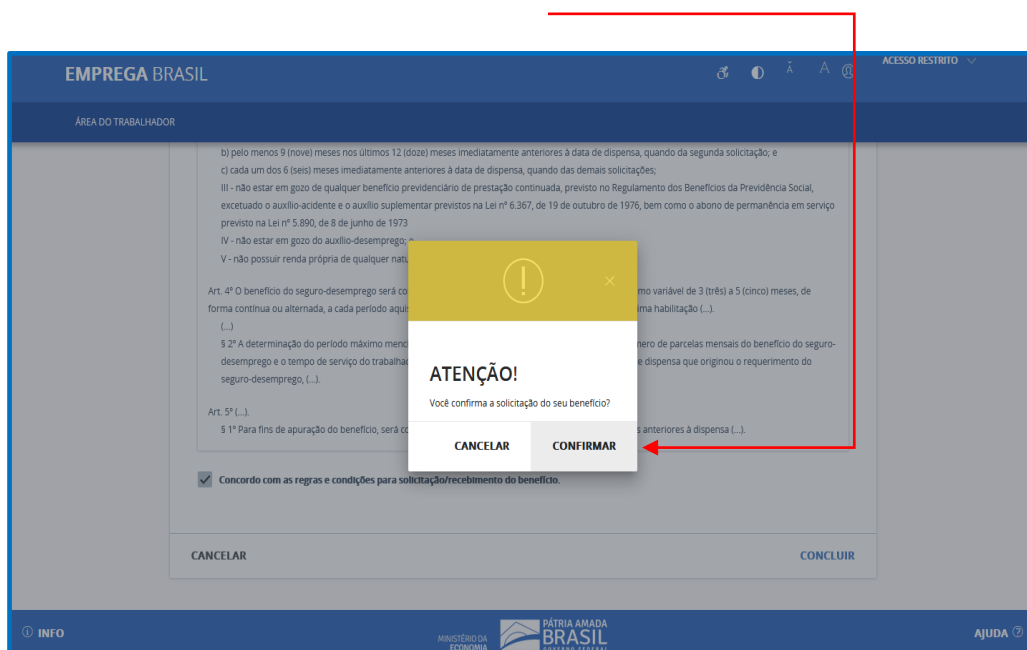 EMPREGA BRASIL
Ă A
ACESSO RESTRITO
ÁREA DO TRABALHADOR
b) pelo menos 9 (nove) meses nos últimos 12 (doze) meses imediatamente anteriores à data de dispensa, quando da segunda solicitação; e
c) cada um dos 6 (seis) meses imediatamente anteriores à data de dispensa, quando das demais solicitações;
III - não estar em gozo de qualquer benefício previdenciário de prestação continuada, previsto no Regulamento dos Benefícios da Previdência Social,
excetuado o auxílio-acidente e o auxílio suplementar previstos na Lei nº 6.367, de 19 de outubro de 1976, bem como o abono de permanência em serviço
previsto na Lei nº 5.890, de 8 de junho de 1973
IV - não estar em gozo do auxílio-desemprego;
V - não possuir renda própria de qualquer
Art. 4º O benefício do seguro-desemprego será variável de 3 (três) a 5 (cinco) meses, de
forma contínua ou alternada, a cada período habilitação (...).
(...)
§ 2º A determinação do período máximo de parcelas mensais do benefício do seguro-
desemprego e o tempo de serviço do dispensa que originou o requerimento do
seguro-desemprego, (...).
Art. 5º (...).
§ 1º Para fins de apuração do benefício, será anteriores à dispensa (...).
ATENÇÃO!
Você confirma a solicitação do seu benefício?
CANCELAR CONFIRMAR
Concordo com as regras e condições para solicitação/recebimento do benefício.
CANCELAR CONCLUIR
INFO
MINISTÉRIO DA
ECONOMIA
PÁTRIA AMADA
BRASIL
GOVERNO FEDERAL
AJUDA